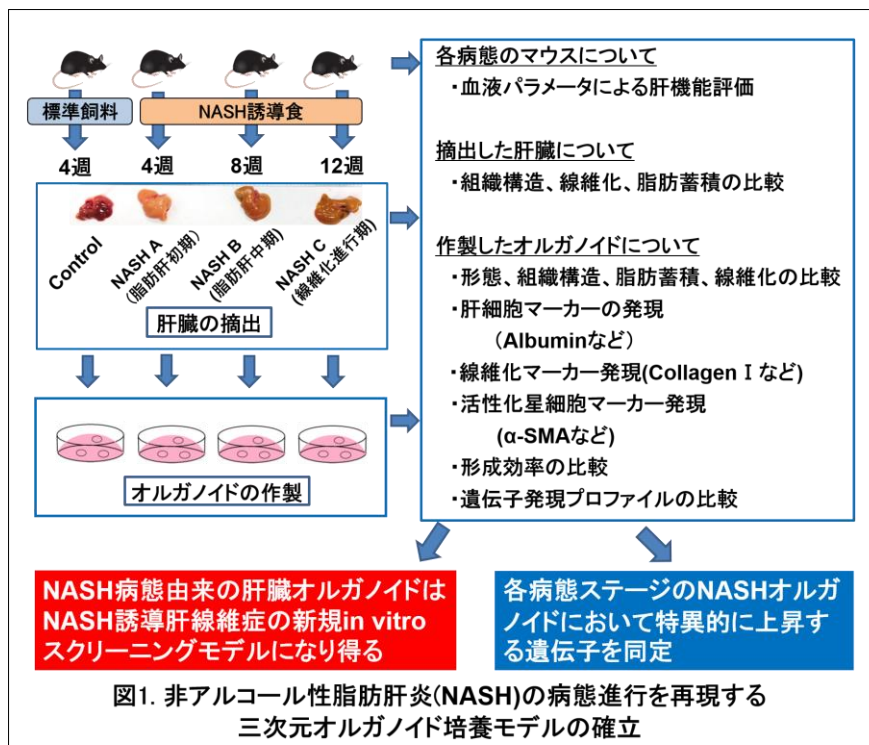 標準飼料
NASH誘導食
4週
4週
8週
12週
Control
NASH A
(脂肪肝初期)
NASH B
(脂肪肝中期)
NASH C
(線維化進行期)
肝臓の摘出
オルガノイドの作製
各病態のマウスについて
・血液パラメータによる肝機能評価
摘出した肝臓について
・組織構造、線維化、脂肪蓄積の比較
作製したオルガノイドについて
・形態、組織構造、脂肪蓄積、線維化の比較
・肝細胞マーカーの発現
（Albuminなど）
・線維化マーカー発現(Collagen Ⅰなど)
・活性化星細胞マーカー発現
(α-SMAなど)
・形成効率の比較
・遺伝子発現プロファイルの比較
NASH病態由来の肝臓オルガノイドは
NASH誘導肝線維症の新規in vitro
スクリーニングモデルになり得る
各病態ステージのNASHオルガ
ノイドにおいて特異的に上昇す
る遺伝子を同定
図1. 非アルコール性脂肪肝炎(NASH)の病態進行を再現する
三次元オルガノイド培養モデルの確立